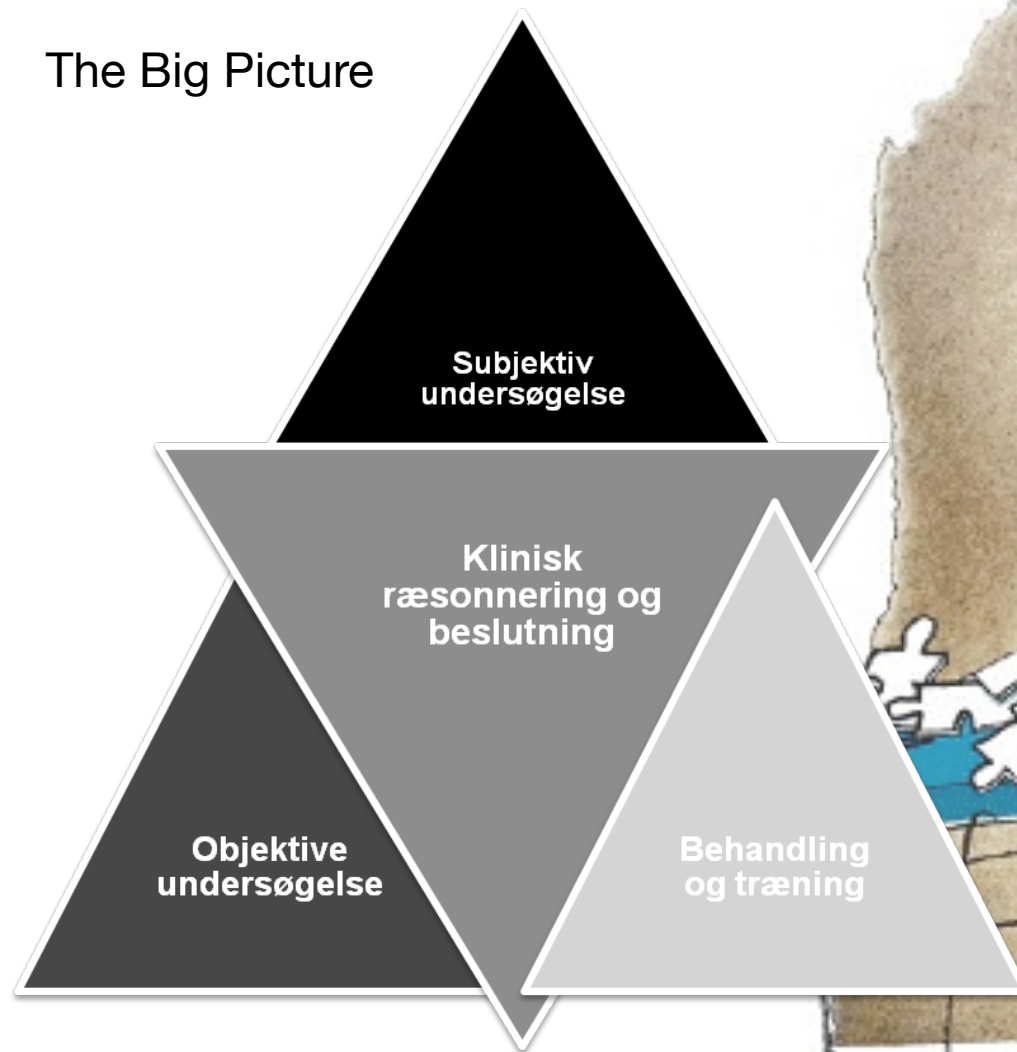 The Big Picture
Subjektiv
undersøgelse
Klinisk
ræsonnering og
beslutning
Objektive
undersøgelse
Behandling
og træning